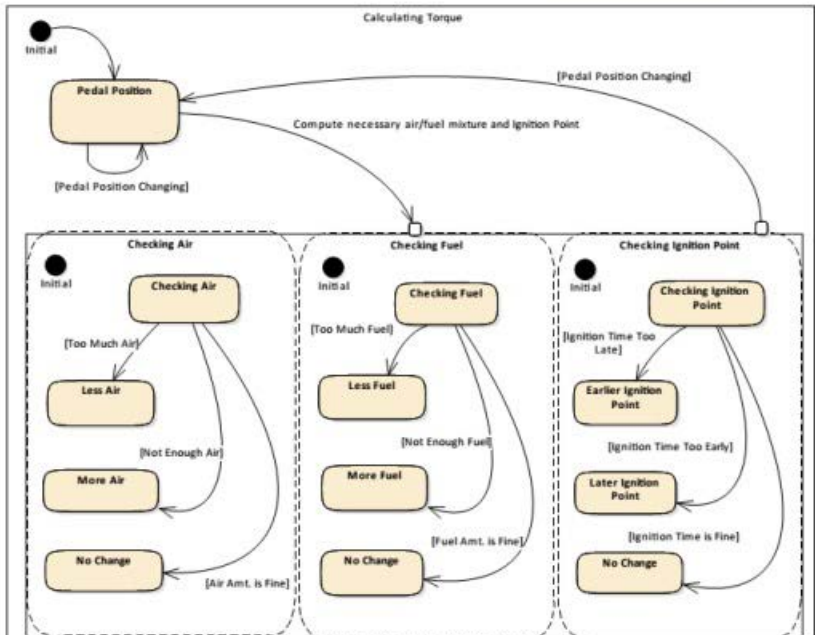 Calculating Torque
Initial
Pedal Position
[Pedal Position Changing]
Compute necessary air/fuel mixture and Ignition Point
[Pedal Position Changing]
Checking Air
Initial
Checking Air
[Too Much Air]
Less Air
[Not Enough Air]
More Air
No Change
[Air Amt. is Fine]
Checking Fuel
Initial
Checking Fuel
[Too Much Fuel]
Less Fuel
[Not Enough Fuel]
More Fuel
[Fuel Amt. is Fine]
No Change
Checking Ignition Point
Initial
Checking Ignition
Point
[Ignition Time Too
Late]
Earlier Ignition
Point
[Ignition Time Too Early]
Later Ignition
Point
[Ignition Time is Fine]
No Change